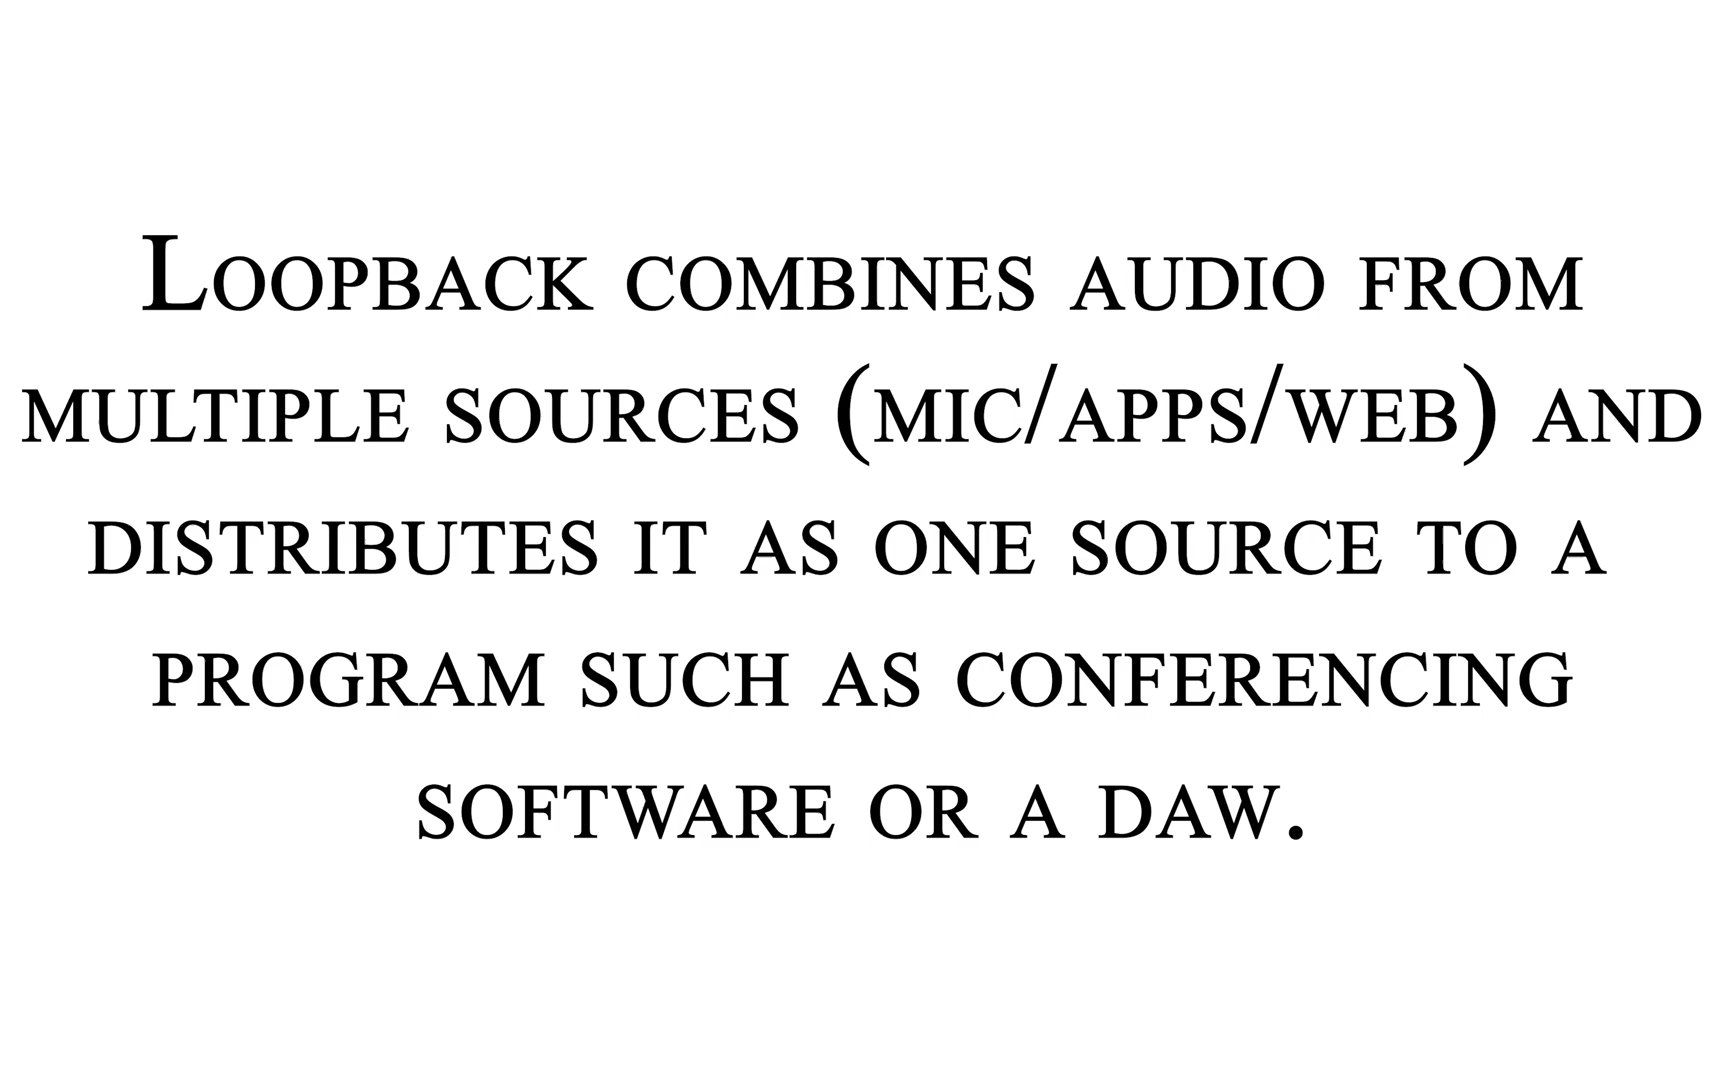 Loopback combines audio from
multiple sources (mic/apps/web) and
distributes it as one source to a
program such as conferencing
software or a daw.